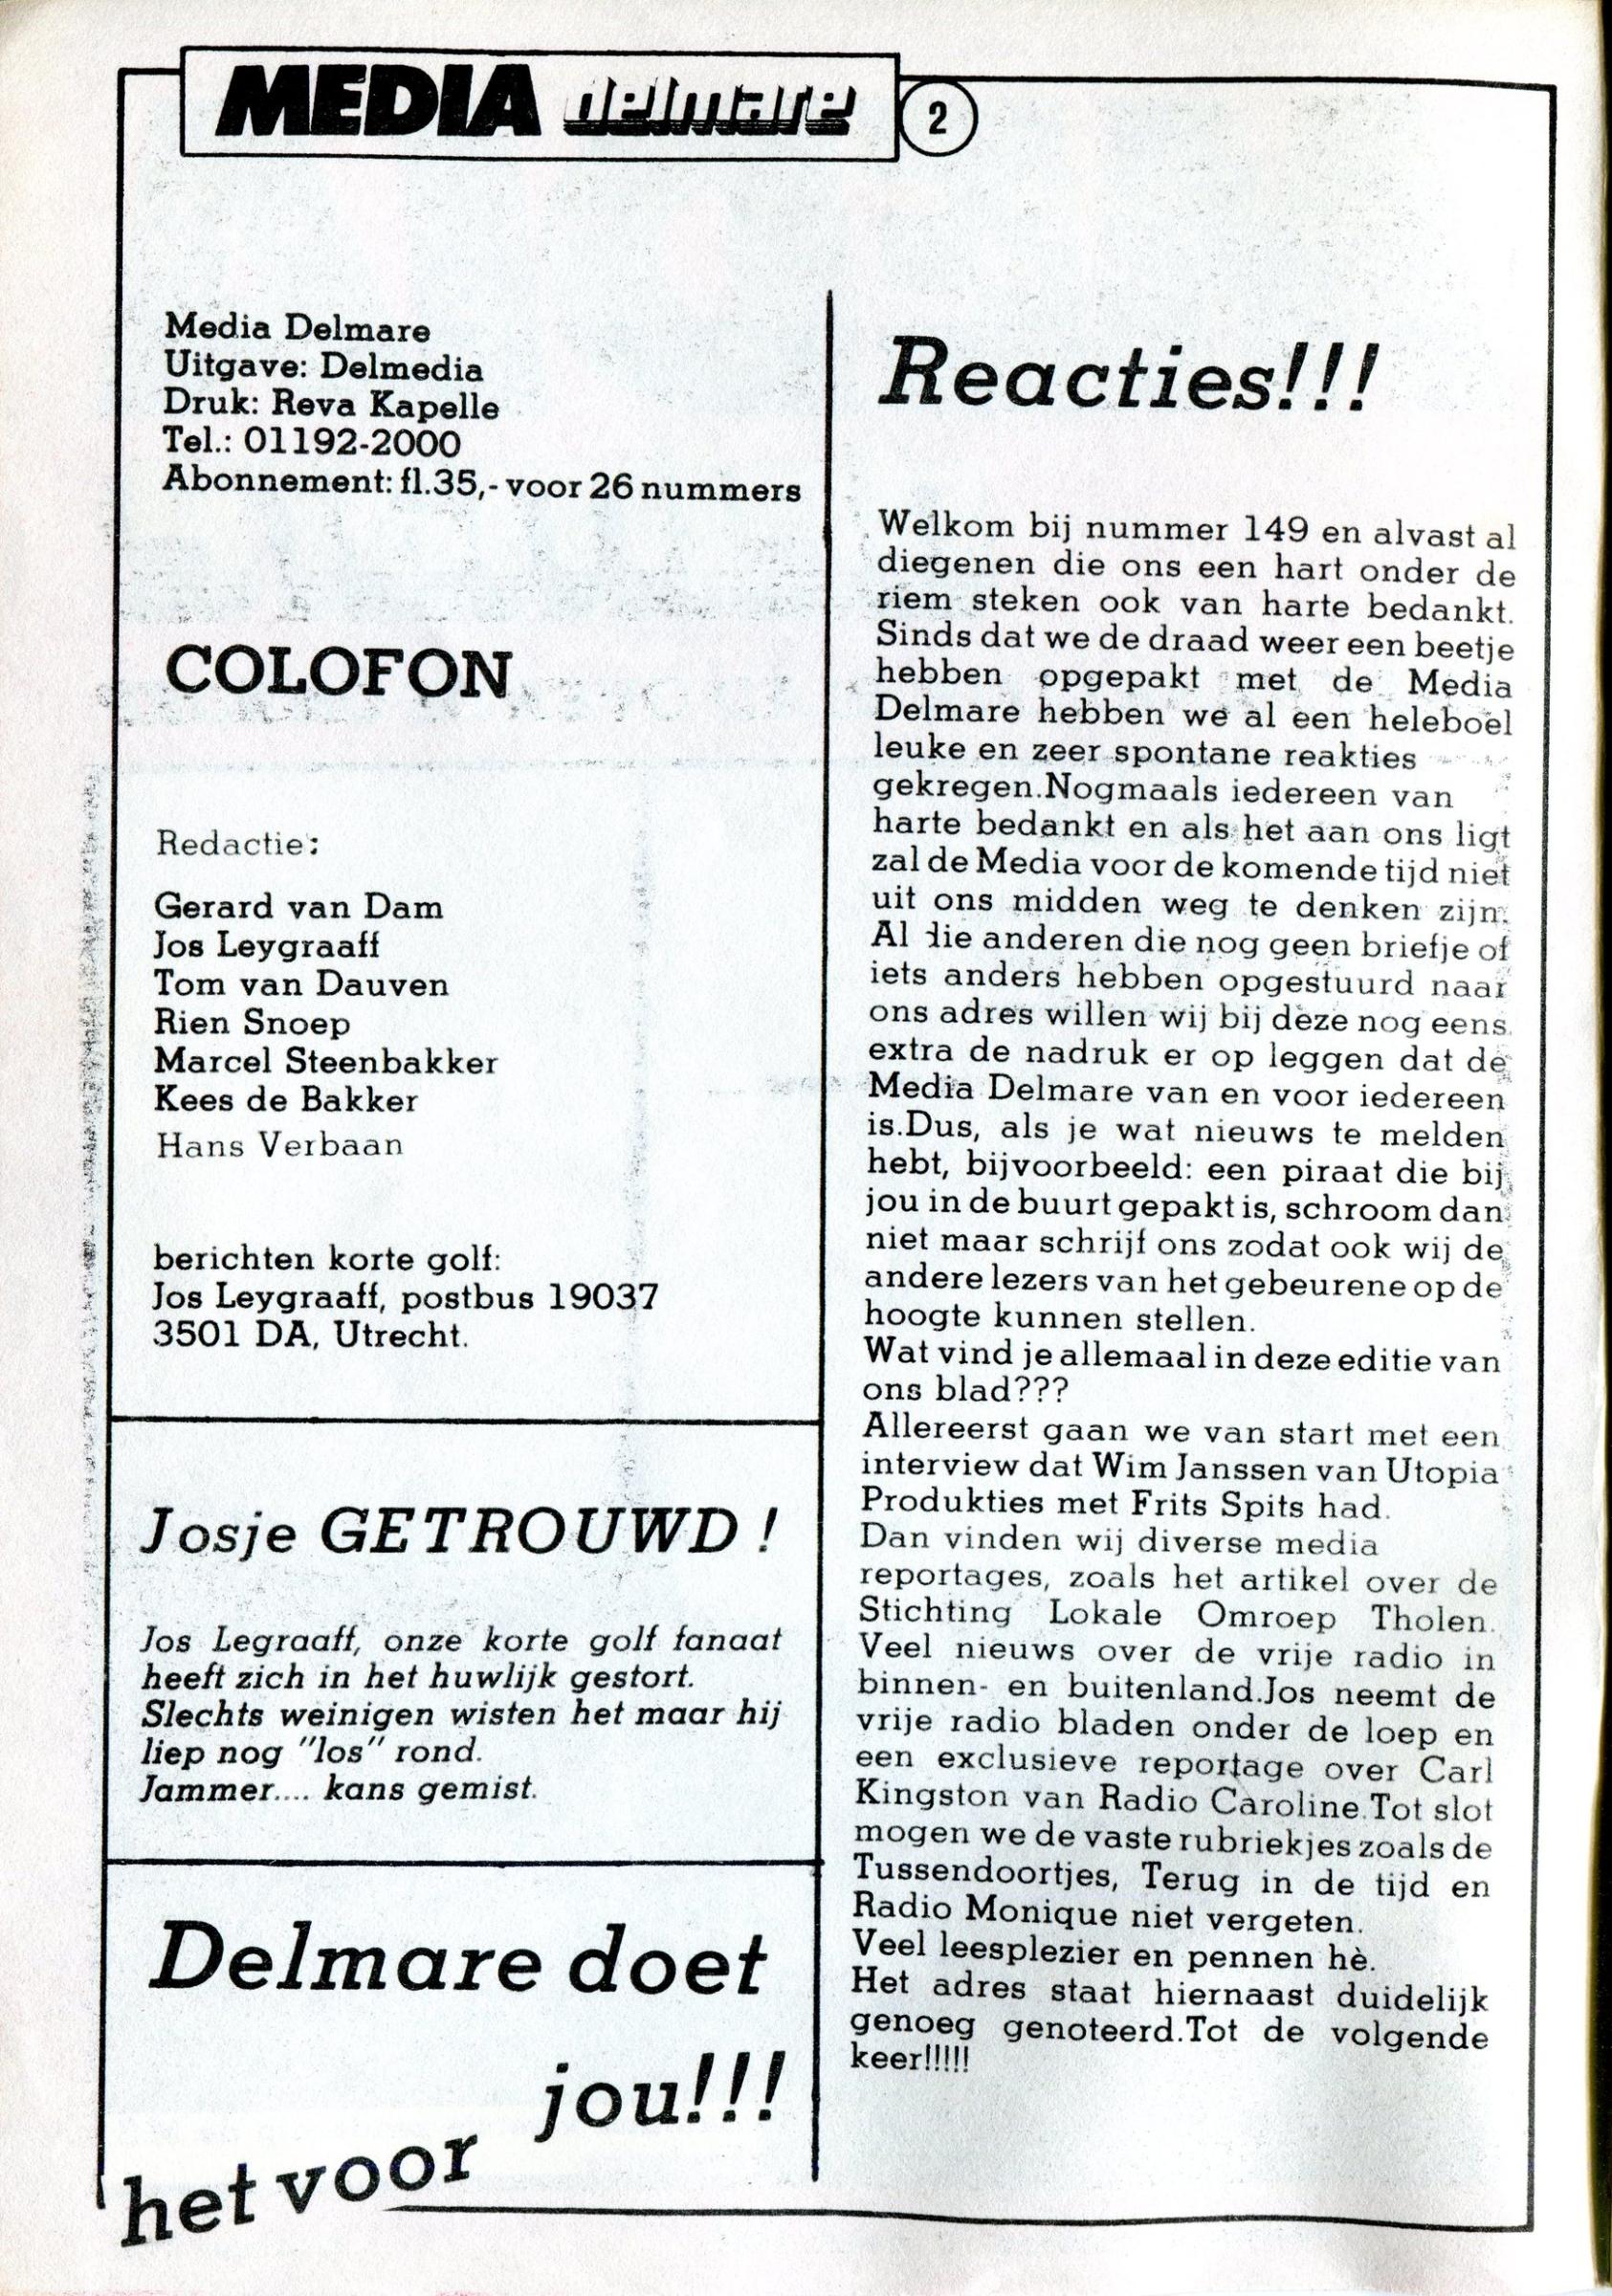 MEDIA delmare
2
Media Delmare
Uitgave: Delmedia
Druk: Reva Kapelle
Tel.: 01192-2000
Abonnement: fl.35,- voor 26 nummers
COLOFON
Redactie:
Gerard van Dam
Jos Leygraaff
Tom van Dauven
Rien Snoep
Marcel Steenbakker
Kees de Bakker
Hans Verbaan
berichten korte golf:
Jos Leygraaff, postbus 19037
3501 DA, Utrecht.
Josje GETROUWD !
Jos Legraaff, onze korte golf fanaat
heeft zich in het huwlijk gestort.
Slechts weinigen wisten het maar hij
liep nog "los" rond.
Jammer.... kans gemist.
Delmare doet
het voor jou!!!
Reacties!!!
Welkom bij nummer 149 en alvast al
diegenen die ons een hart onder de
riem steken ook van harte bedankt.
Sinds dat we de draad weer een beetje
hebben opgepakt met de Media
Delmare hebben we al een heleboel
leuke en zeer spontane reakties
gekregen.Nogmaals iedereen van
harte bedankt en als het aan ons ligt
zal de Media voor de komende tijd niet
uit ons midden weg te denken zijn.
Al die anderen die nog geen briefje of
iets anders hebben opgestuurd naar
ons adres willen wij bij deze nog eens
extra de nadruk er op leggen dat de
Media Delmare van en voor iedereen
is.Dus, als je wat nieuws te melden
hebt, bijvoorbeeld: een piraat die bij
jou in de buurt gepakt is, schroom dan
niet maar schrijf ons zodat ook wij de
andere lezers van het gebeurene op de
hoogte kunnen stellen.
Wat vind je allemaal in deze editie van
ons blad???
Allereerst gaan we van start met een
interview dat Wim Janssen van Utopia
Produkties met Frits Spits had.
Dan vinden wij diverse media
reportages, zoals het artikel over de
Stichting Lokale Omroep Tholen.
Veel nieuws over de vrije radio in
binnen- en buitenland.Jos neemt de
vrije radio bladen onder de loep en
een exclusieve reportage over Carl
Kingston van Radio Caroline.Tot slot
mogen we de vaste rubriekjes zoals de
Tussendoortjes, Terug in de tijd en
Radio Monique niet vergeten.
Veel leesplezier en pennen hè.
Het adres staat hiernaast duidelijk
genoeg genoteerd.Tot de volgende
keer!!!!!